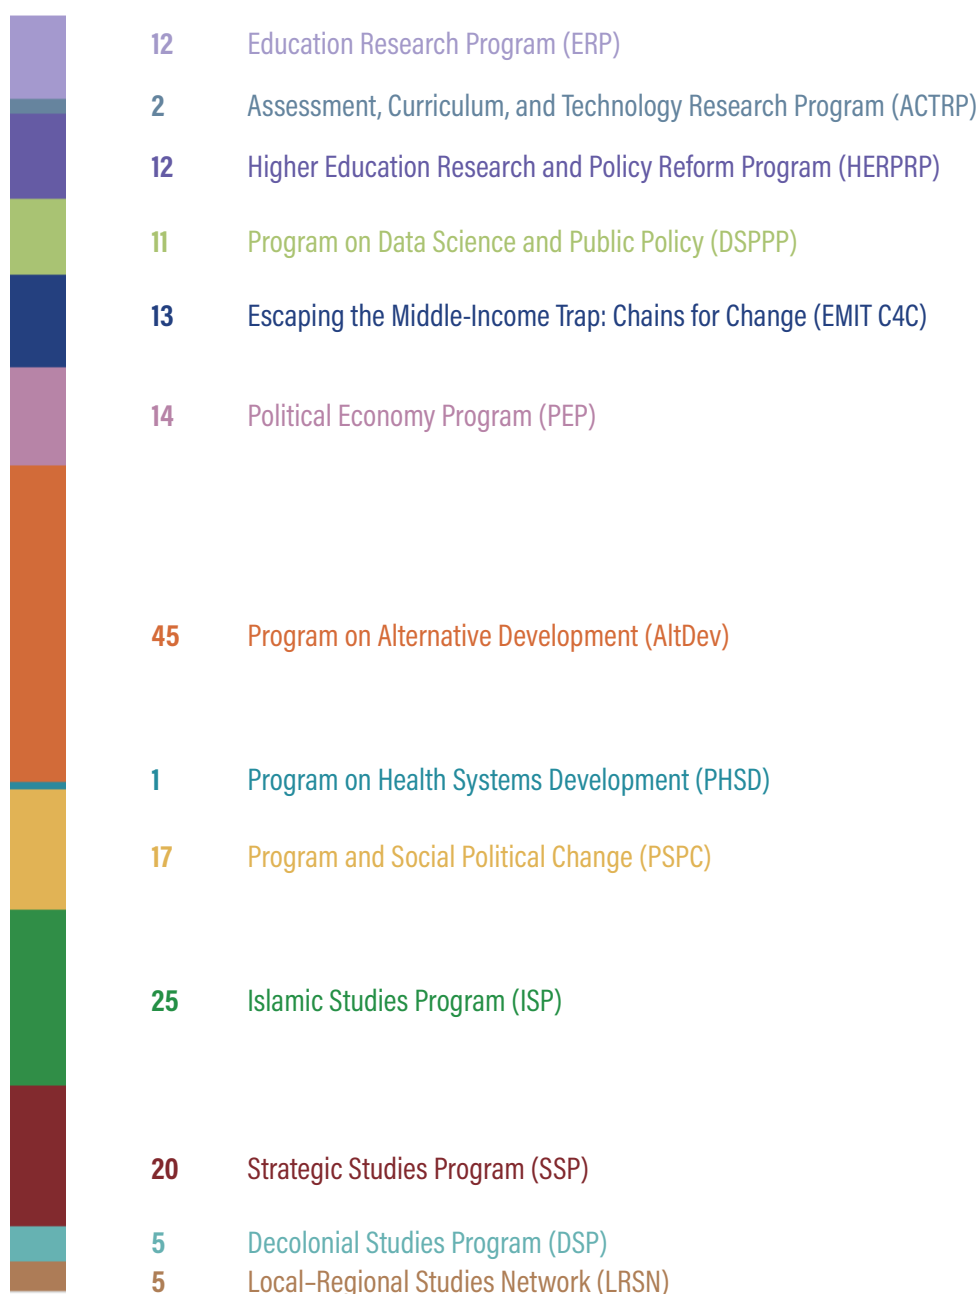 12 Education Research Program (ERP)
2 Assessment, Curriculum, and Technology Research Program (ACTRP)
12 Higher Education Research and Policy Reform Program (HERPRP)
11 Program on Data Science and Public Policy (DSPPP)
13 Escaping the Middle-Income Trap: Chains for Change (EMIT C4C)
14 Political Economy Program (PEP)
45 Program on Alternative Development (AltDev)
1 Program on Health Systems Development (PHSD)
17 Program and Social Political Change (PSPC)
25 Islamic Studies Program (ISP)
20 Strategic Studies Program (SSP)
5 Decolonial Studies Program (DSP)
5 Local–Regional Studies Network (LRSN)